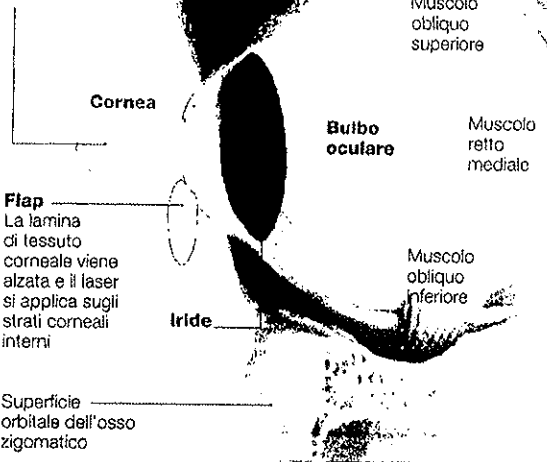 Muscolo
obliquo
superiore
Cornea
Bulbo
oculare
Muscolo
retto
mediale
Flap
La lamina
di tessuto
corneale viene
alzata e il laser
si applica sugli
strati corneali
interni
Muscolo
obliquo
inferiore
Iride
Superficie
orbitale dell'osso
zigomatico